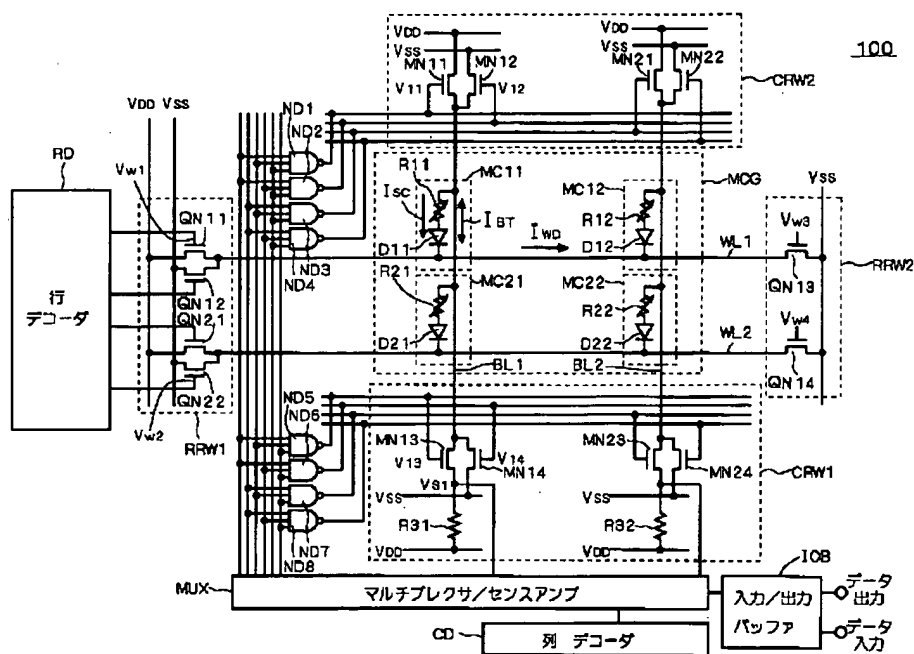 100
VDD
VSS
MN11
MN12
V11
V12
VDD
VSS
MN21
MN22
CRW2
VDD VSS
ND1
ND2
ND3
ND4
RD
行
デコーダ
VW1
QN11
QN12
QN21
QN22
VW2
RRW1
R11
MC11
ISC
IBT
D11
IWD
MC12
R12
D12
MCG
WL1
VSS
VW3
QN13
RRW2
R21
MC21
D21
MC22
R22
D22
WL2
VW4
QN14
BL1
BL2
ND5
ND6
ND7
ND8
MN13
V13
V14
MN14
VS1
VSS
R31
VDD
MN23
MN24
CRW1
VSS
R32
VDD
MUX
マルチプレクサ/センスアンプ
IOB
入力/出力
バッファ
データ
出力
データ
入力
CD
列 デコーダ